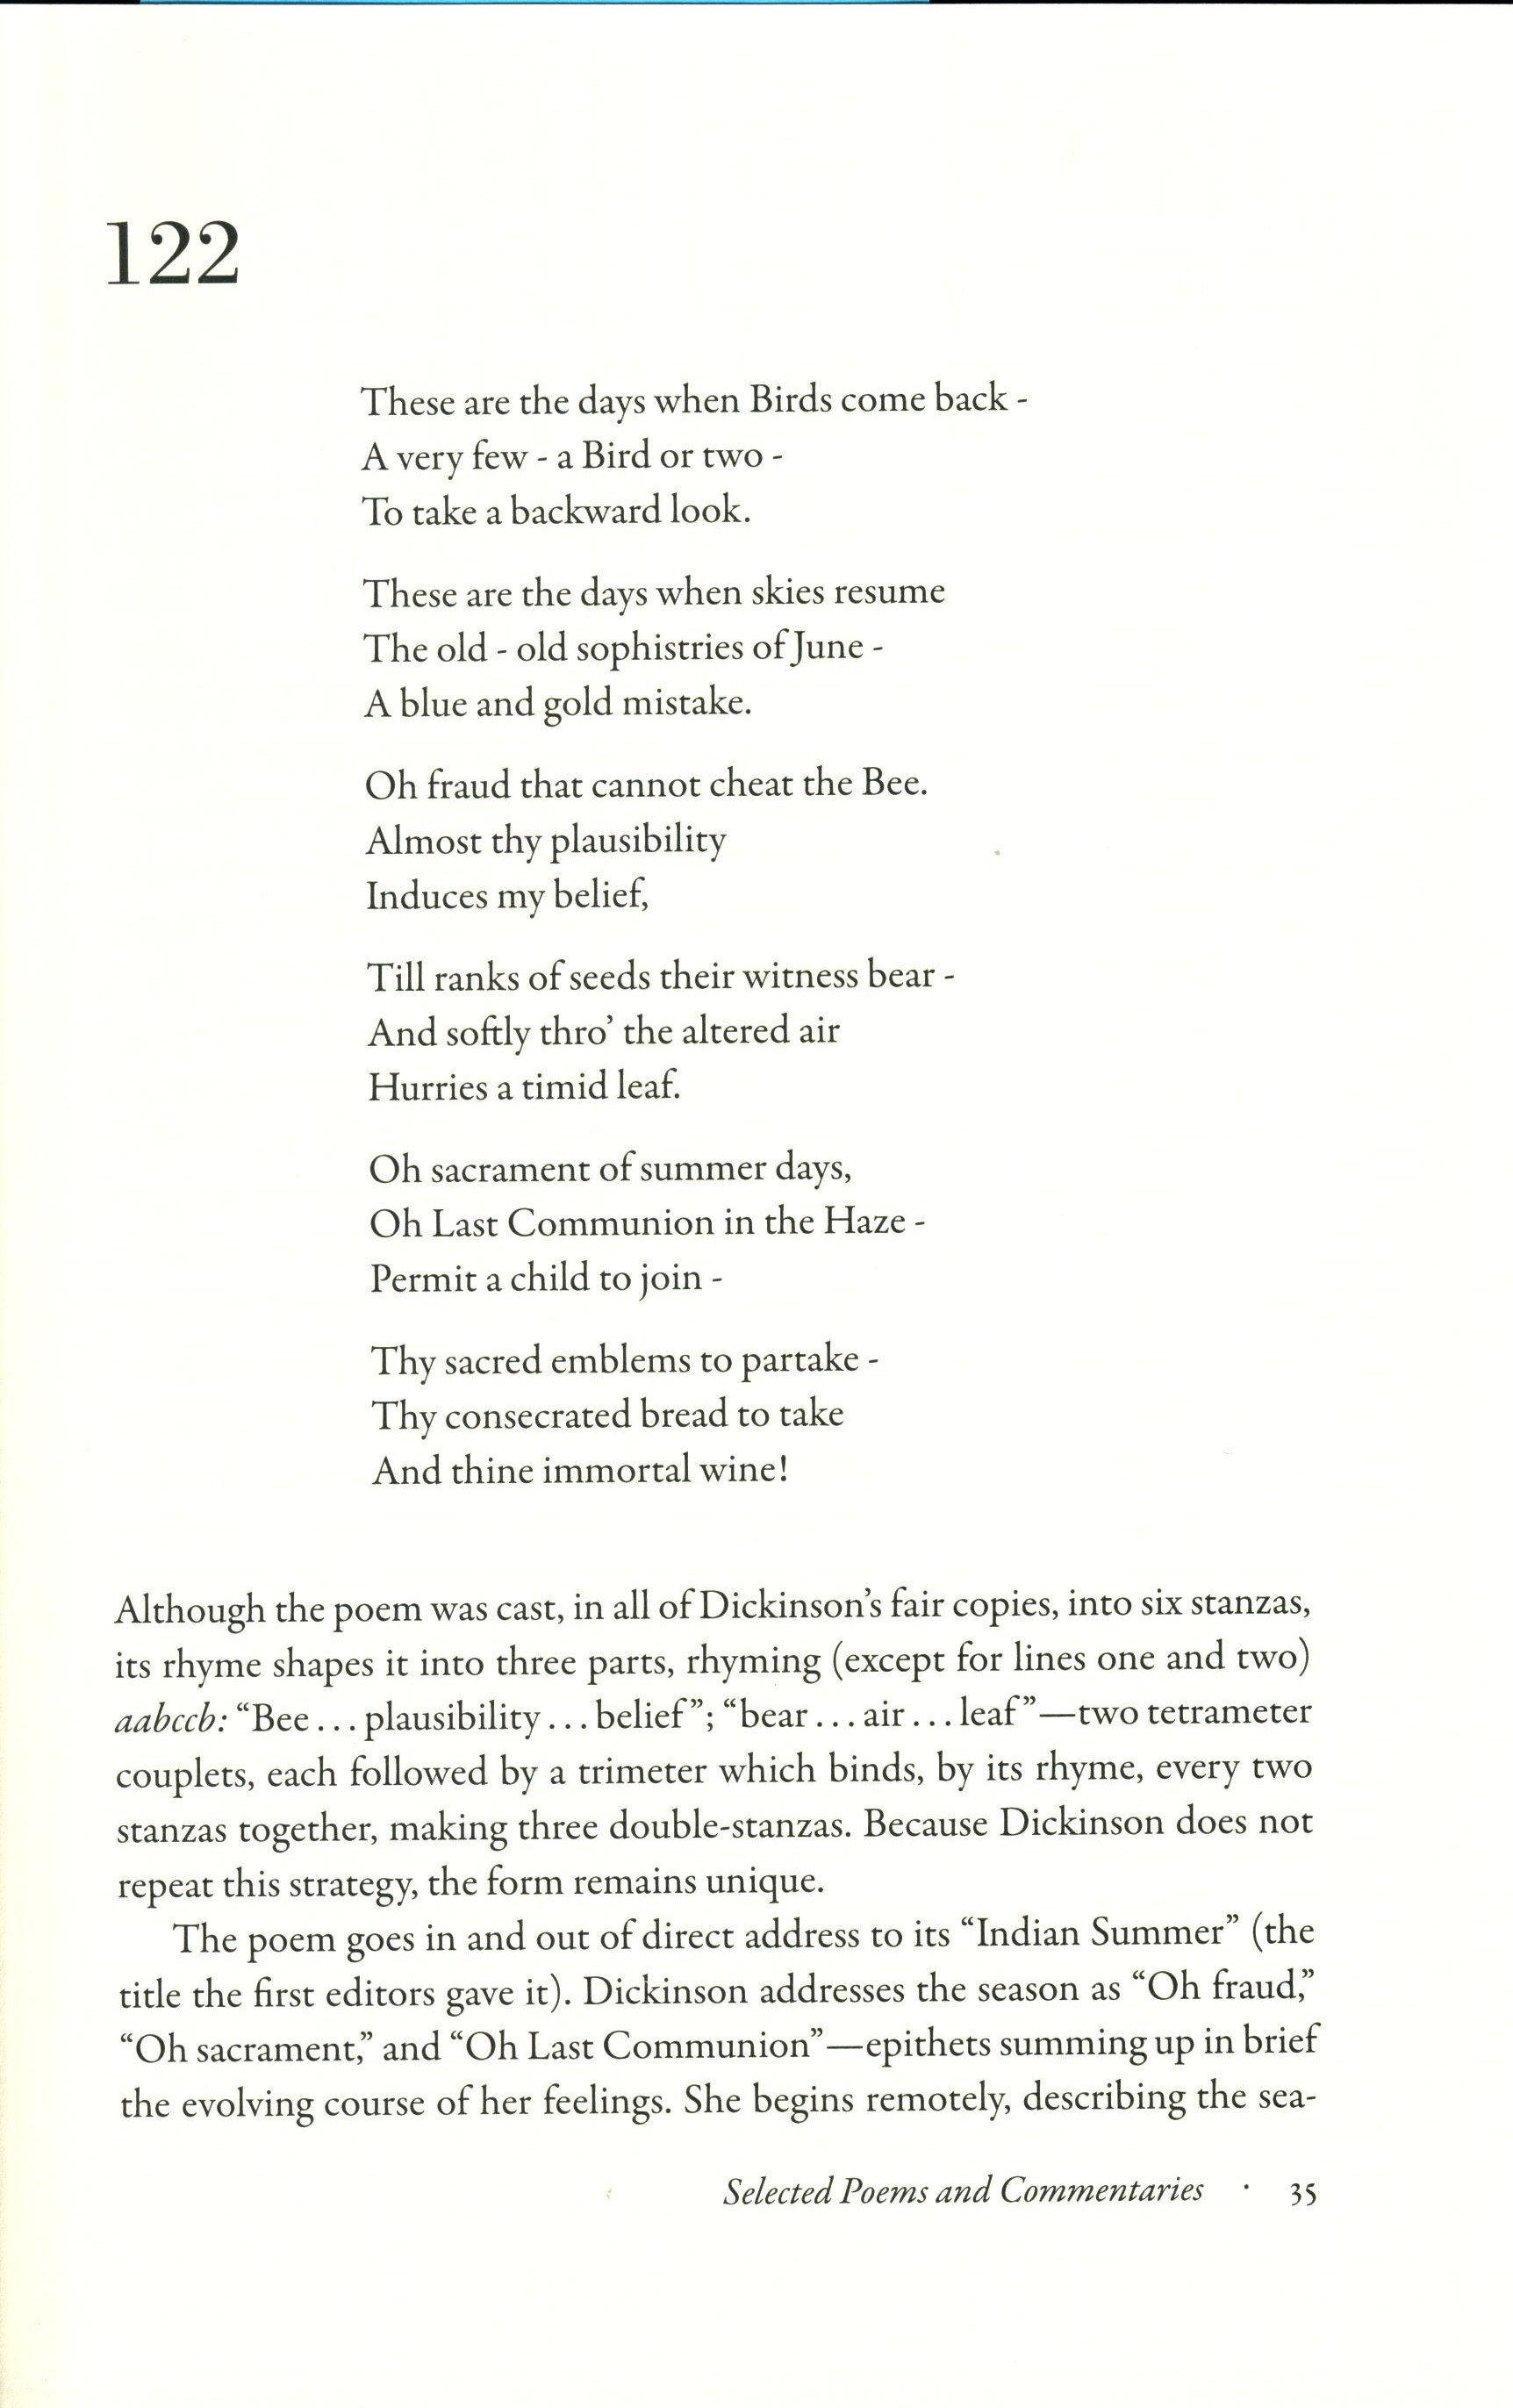 122
These are the days when Birds come back -
A very few - a Bird or two -
To take a backward look.
These are the days when skies resume
The old - old sophistries of June -
A blue and gold mistake.
Oh fraud that cannot cheat the Bee.
Almost thy plausibility
Induces my belief,
Till ranks of seeds their witness bear -
And softly thro’ the altered air
Hurries a timid leaf.
Oh sacrament of summer days,
Oh Last Communion in the Haze -
Permit a child to join -
Thy sacred emblems to partake -
Thy consecrated bread to take
And thine immortal wine!
Although the poem was cast, in all of Dickinson’s fair copies, into six stanzas,
its rhyme shapes it into three parts, rhyming (except for lines one and two)
aabccb: “Bee . . . plausibility . . . belief”; “bear . . . air . . . leaf”—two tetrameter
couplets, each followed by a trimeter which binds, by its rhyme, every two
stanzas together, making three double-stanzas. Because Dickinson does not
repeat this strategy, the form remains unique.
The poem goes in and out of direct address to its “Indian Summer” (the
title the first editors gave it). Dickinson addresses the season as “Oh fraud,”
“Oh sacrament,” and “Oh Last Communion”—epithets summing up in brief
the evolving course of her feelings. She begins remotely, describing the sea-
Selected Poems and Commentaries · 35